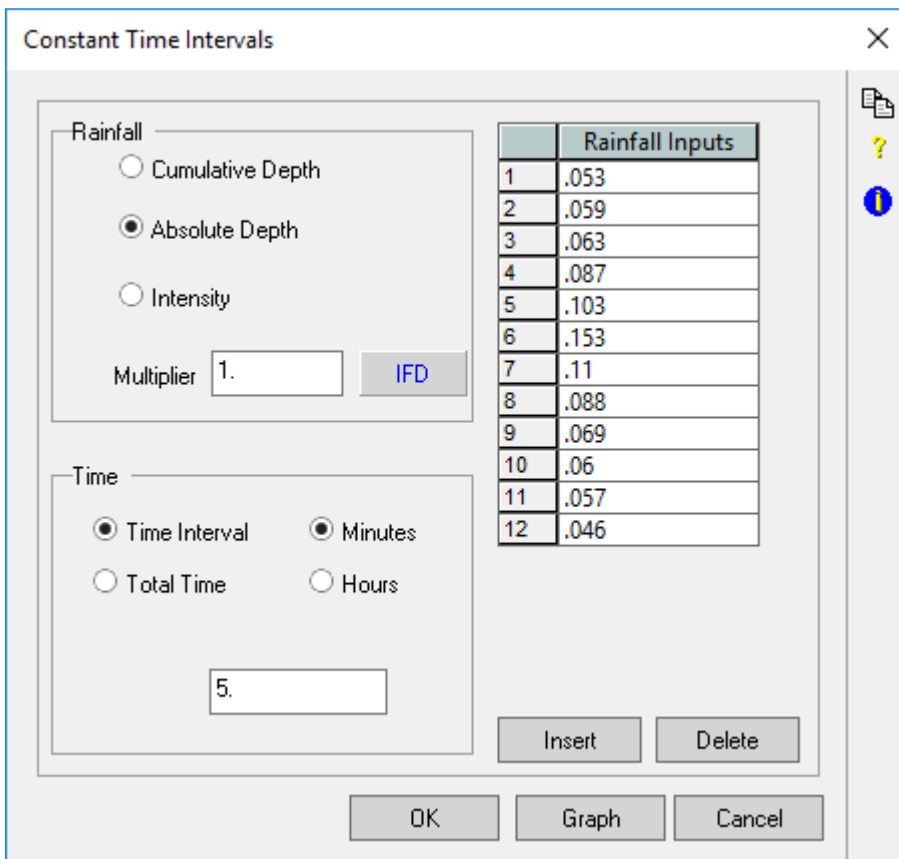 Constant Time Intervals
Rainfall
Cumulative Depth
Absolute Depth
Intensity
Multiplier 1. IFD
Time
Time Interval Minutes
Total Time Hours
5.
Rainfall Inputs
1 .053
2 .059
3 .063
4 .087
5 .103
6 .153
7 .11
8 .088
9 .069
10 .06
11 .057
12 .046
Insert Delete
OK Graph Cancel
?
i